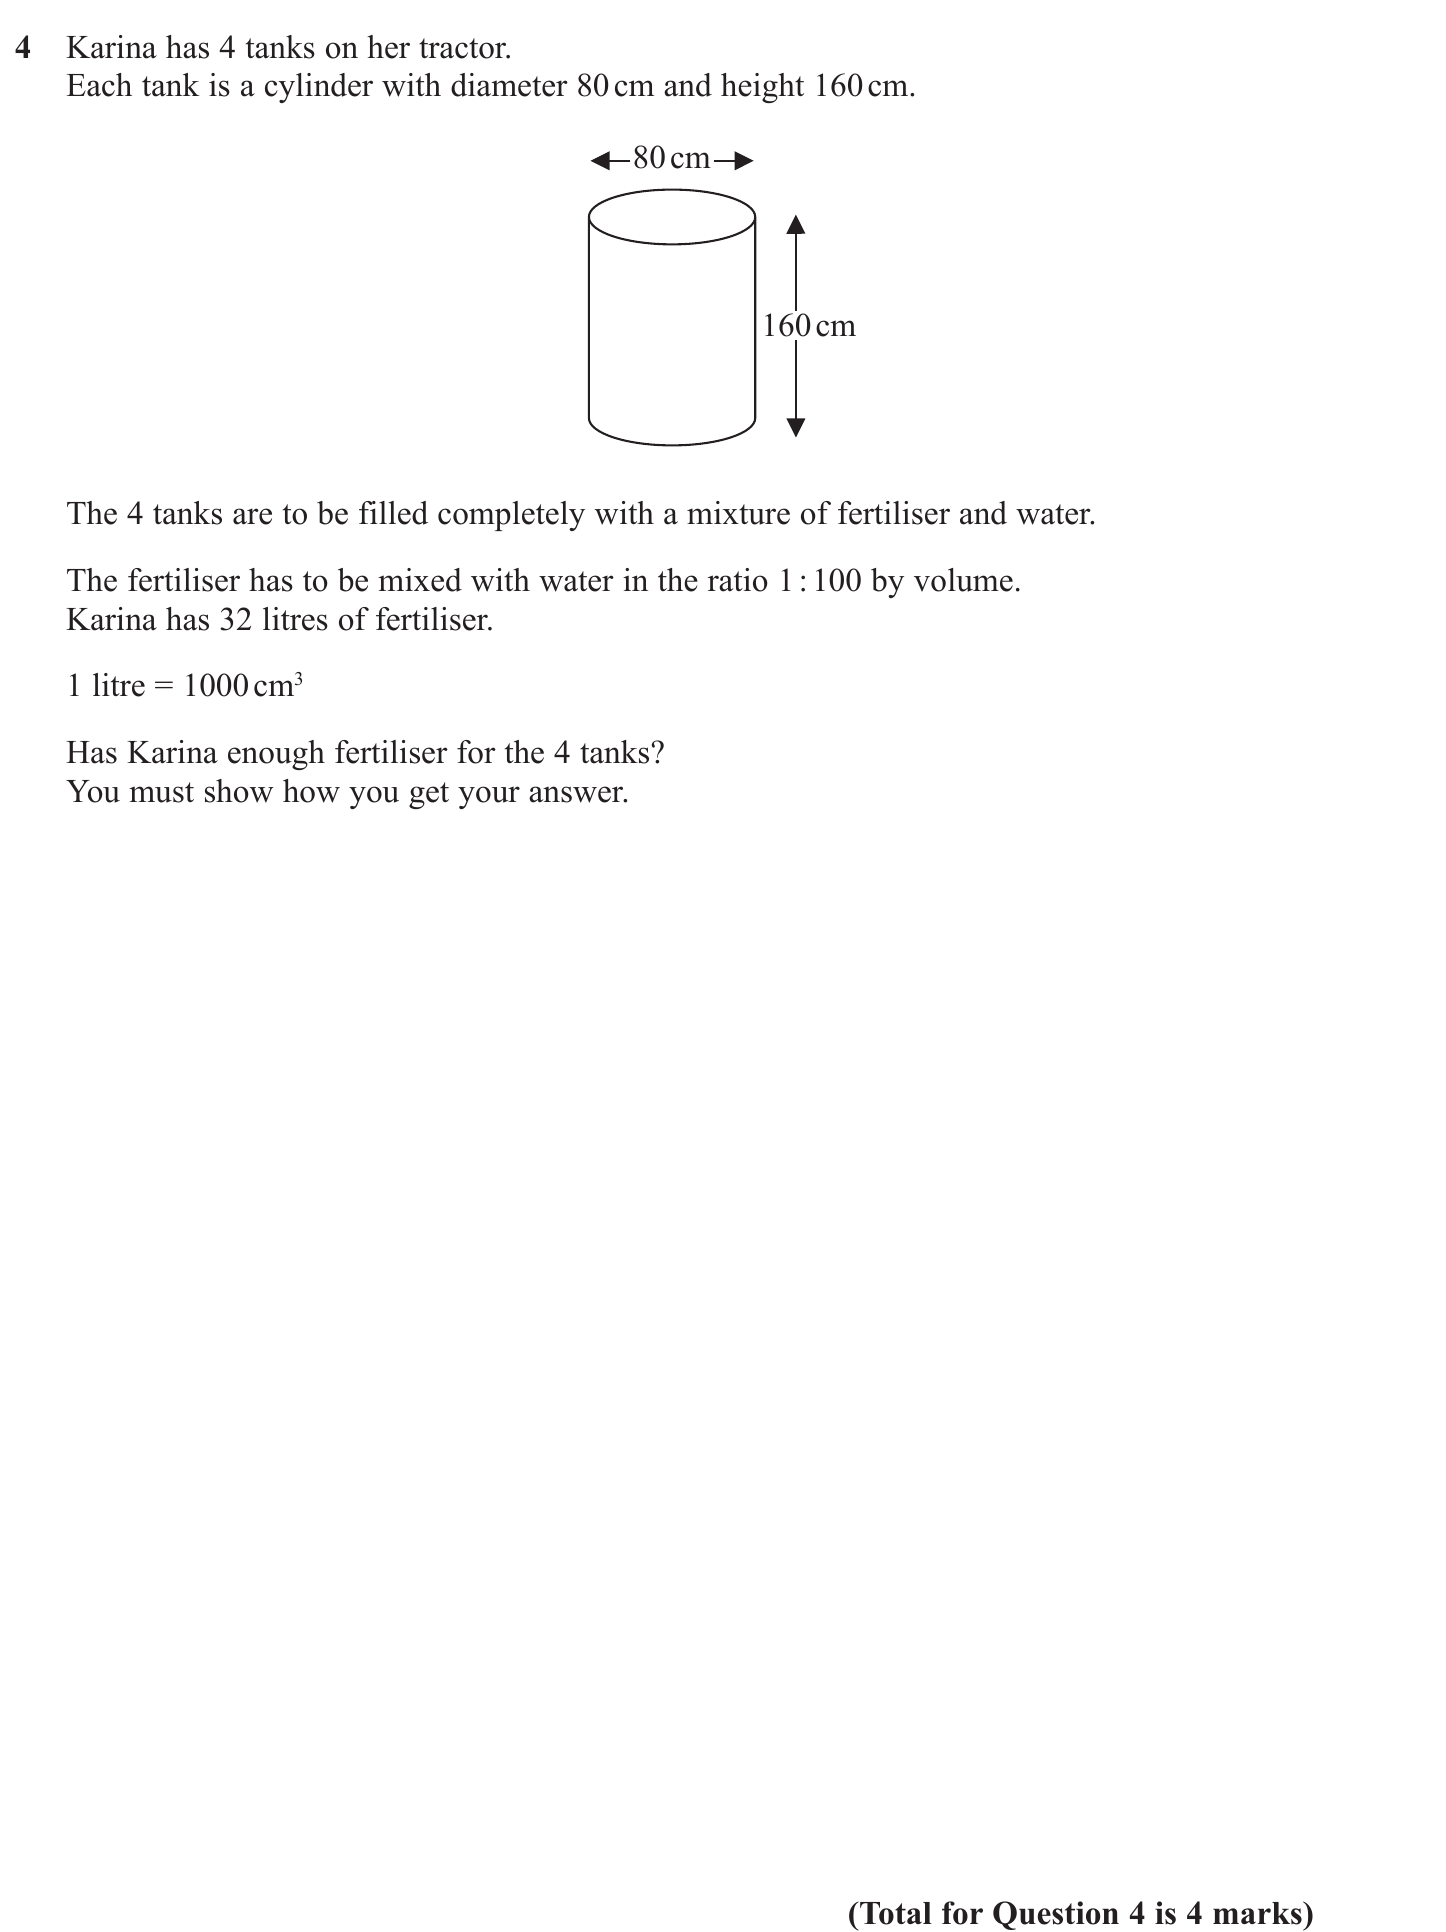 4 Karina has 4 tanks on her tractor.
Each tank is a cylinder with diameter 80 cm and height 160 cm.
80 cm
160 cm
The 4 tanks are to be filled completely with a mixture of fertiliser and water.
The fertiliser has to be mixed with water in the ratio 1 : 100 by volume.
Karina has 32 litres of fertiliser.
1 litre = 1000 cm³
Has Karina enough fertiliser for the 4 tanks?
You must show how you get your answer.
(Total for Question 4 is 4 marks)